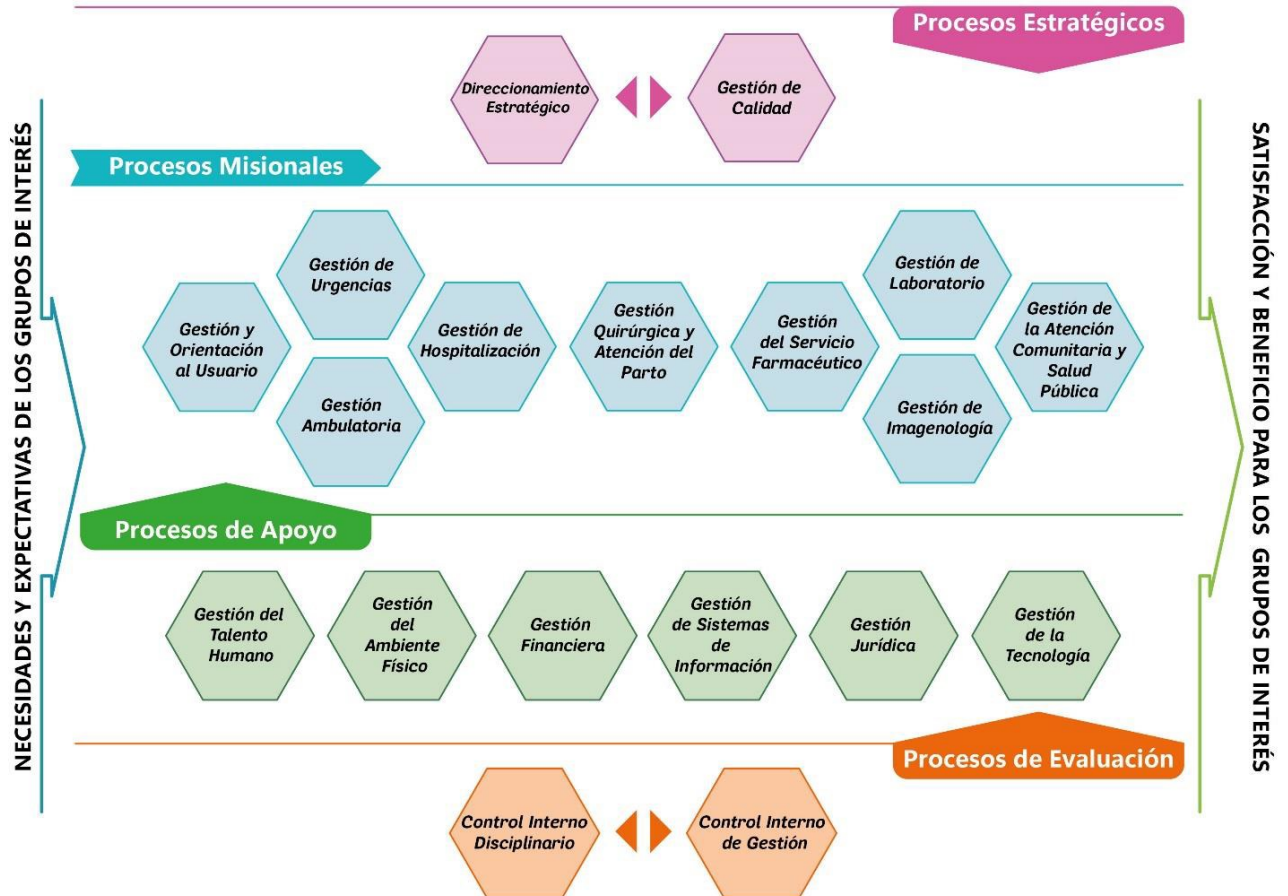 Procesos Estratégicos
Direccionamiento
Estratégico
Gestión de
Calidad
NECESIDADES Y EXPECTATIVAS DE LOS GRUPOS DE INTERÉS
SATISFACCIÓN Y BENEFICIO PARA LOS GRUPOS DE INTERÉS
Procesos Misionales
Gestión y
Orientación
al Usuario
Gestión de
Urgencias
Gestión
Ambulatoria
Gestión de
Hospitalización
Gestión
Quirúrgica y
Atención del
Parto
Gestión
del Servicio
Farmacéutico
Gestión de
Laboratorio
Gestión de
Imagenología
Gestión de
la Atención
Comunitaria y
Salud
Pública
Procesos de Apoyo
Gestión del
Talento
Humano
Gestión
del
Ambiente
Físico
Gestión
Financiera
Gestión
de Sistemas
de
Información
Gestión
Jurídica
Gestión
de la
Tecnología
Procesos de Evaluación
Control Interno
Disciplinario
Control Interno
de Gestión